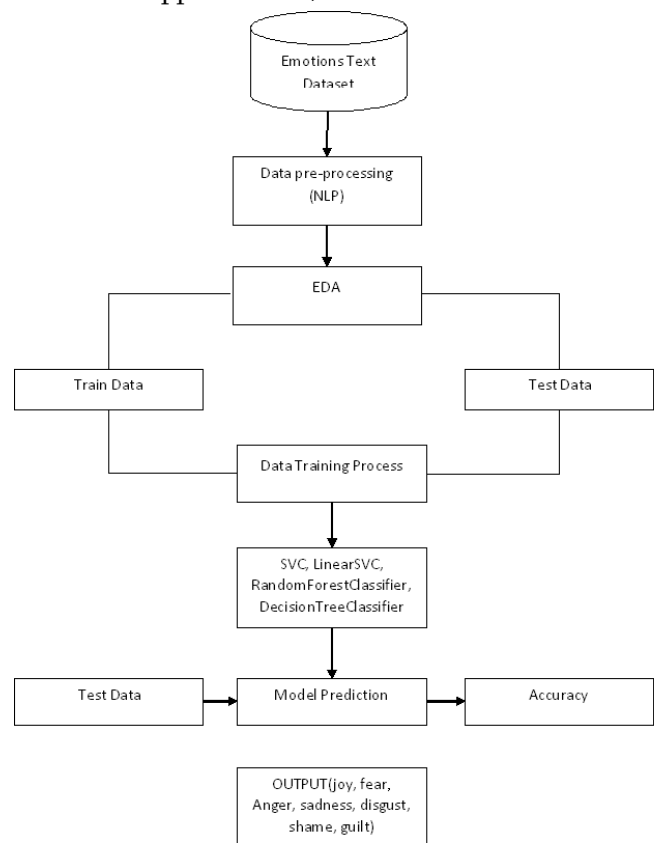 Emotions Text
Dataset
Data pre-processing
(NLP)
EDA
Train Data
Test Data
Data Training Process
SVC, LinearSVC,
RandomForestClassifier,
DecisionTreeClassifier
Test Data
Model Prediction
Accuracy
OUTPUT(joy, fear,
Anger, sadness, disgust,
shame, guilt)